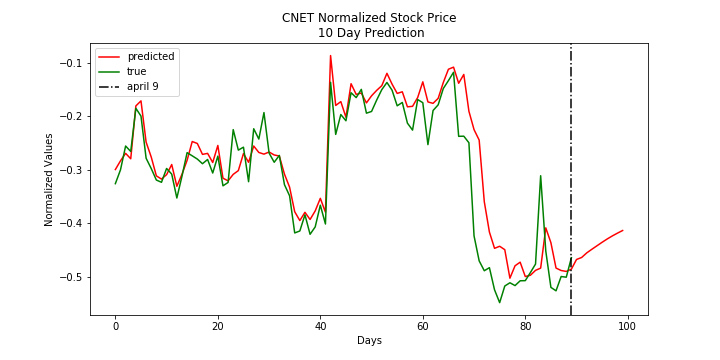 CNET Normalized Stock Price
10 Day Prediction
predicted
true
april 9
Normalized Values
−0.1
−0.2
−0.3
−0.4
−0.5
0
20
40
60
80
100
Days